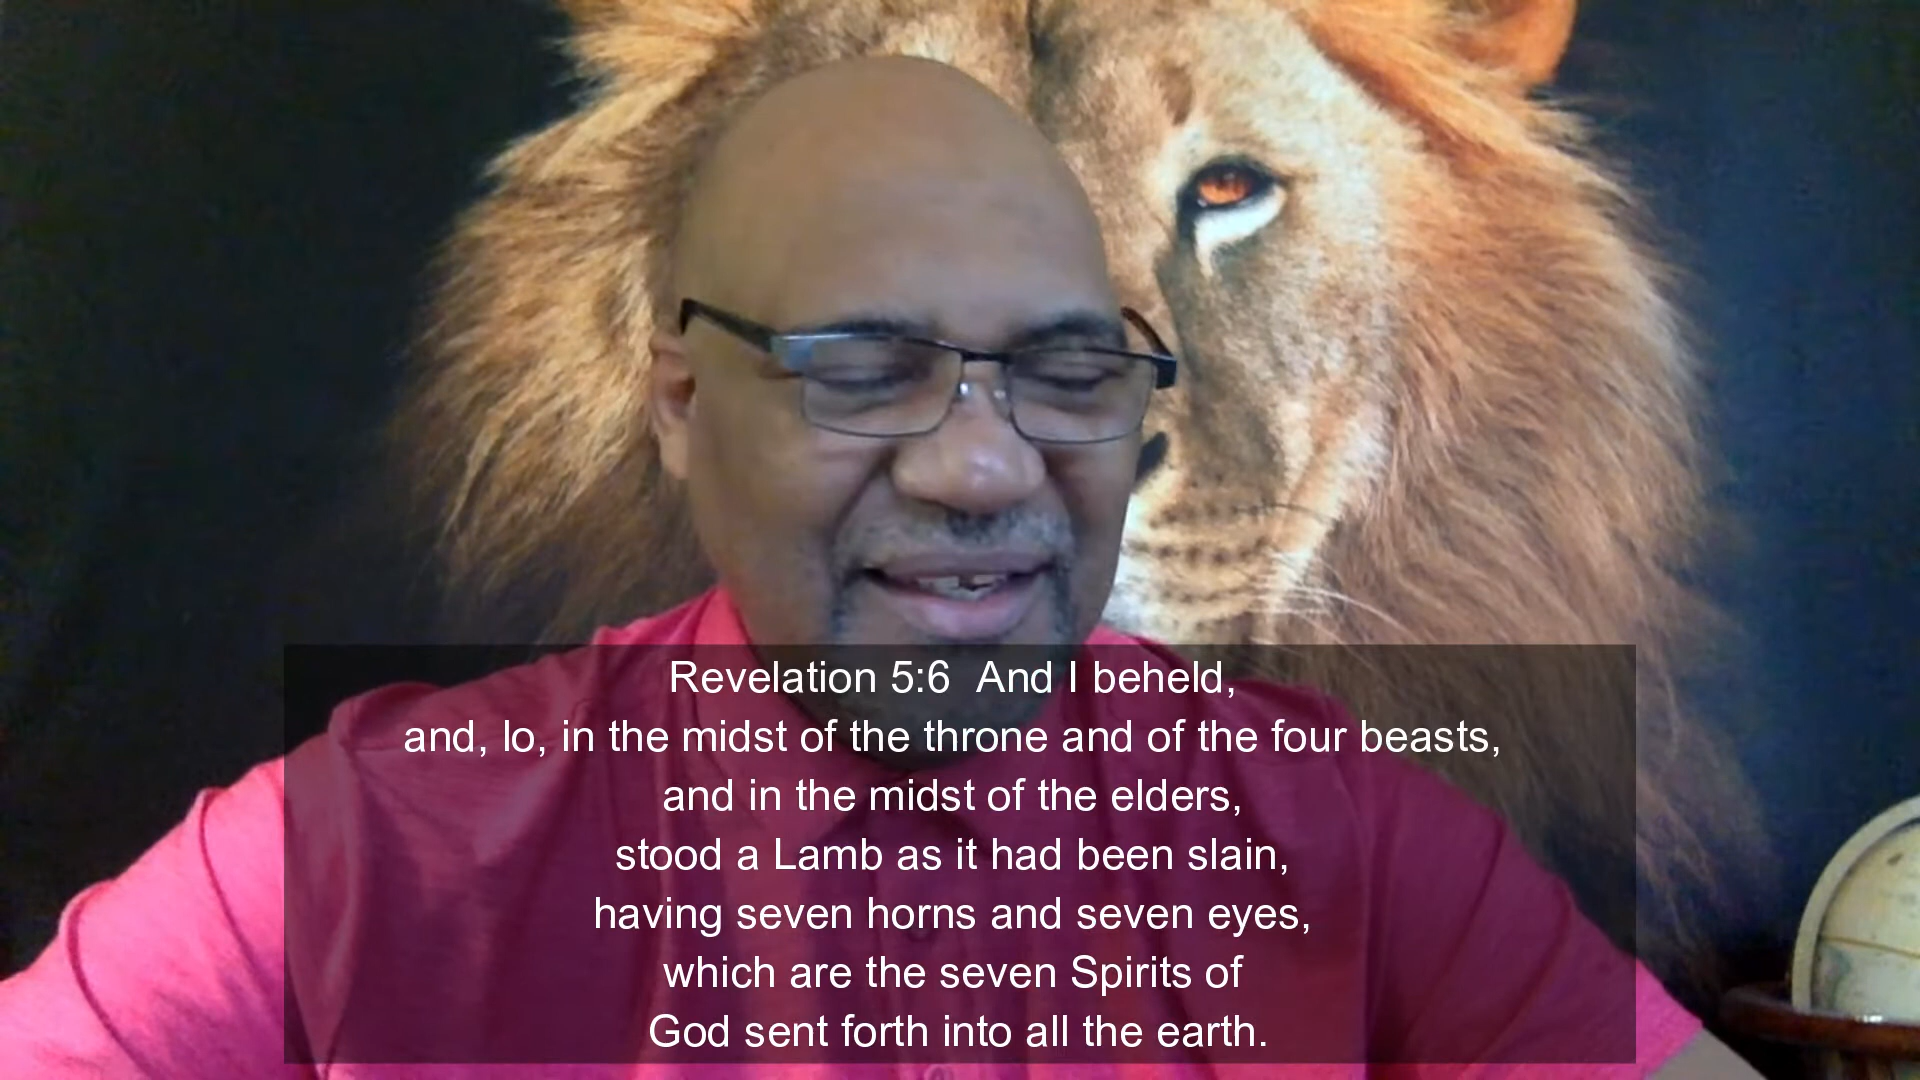 Revelation 5:6  And I beheld,
and, lo, in the midst of the throne and of the four beasts,
and in the midst of the elders,
stood a Lamb as it had been slain,
having seven horns and seven eyes,
which are the seven Spirits of
God sent forth into all the earth.